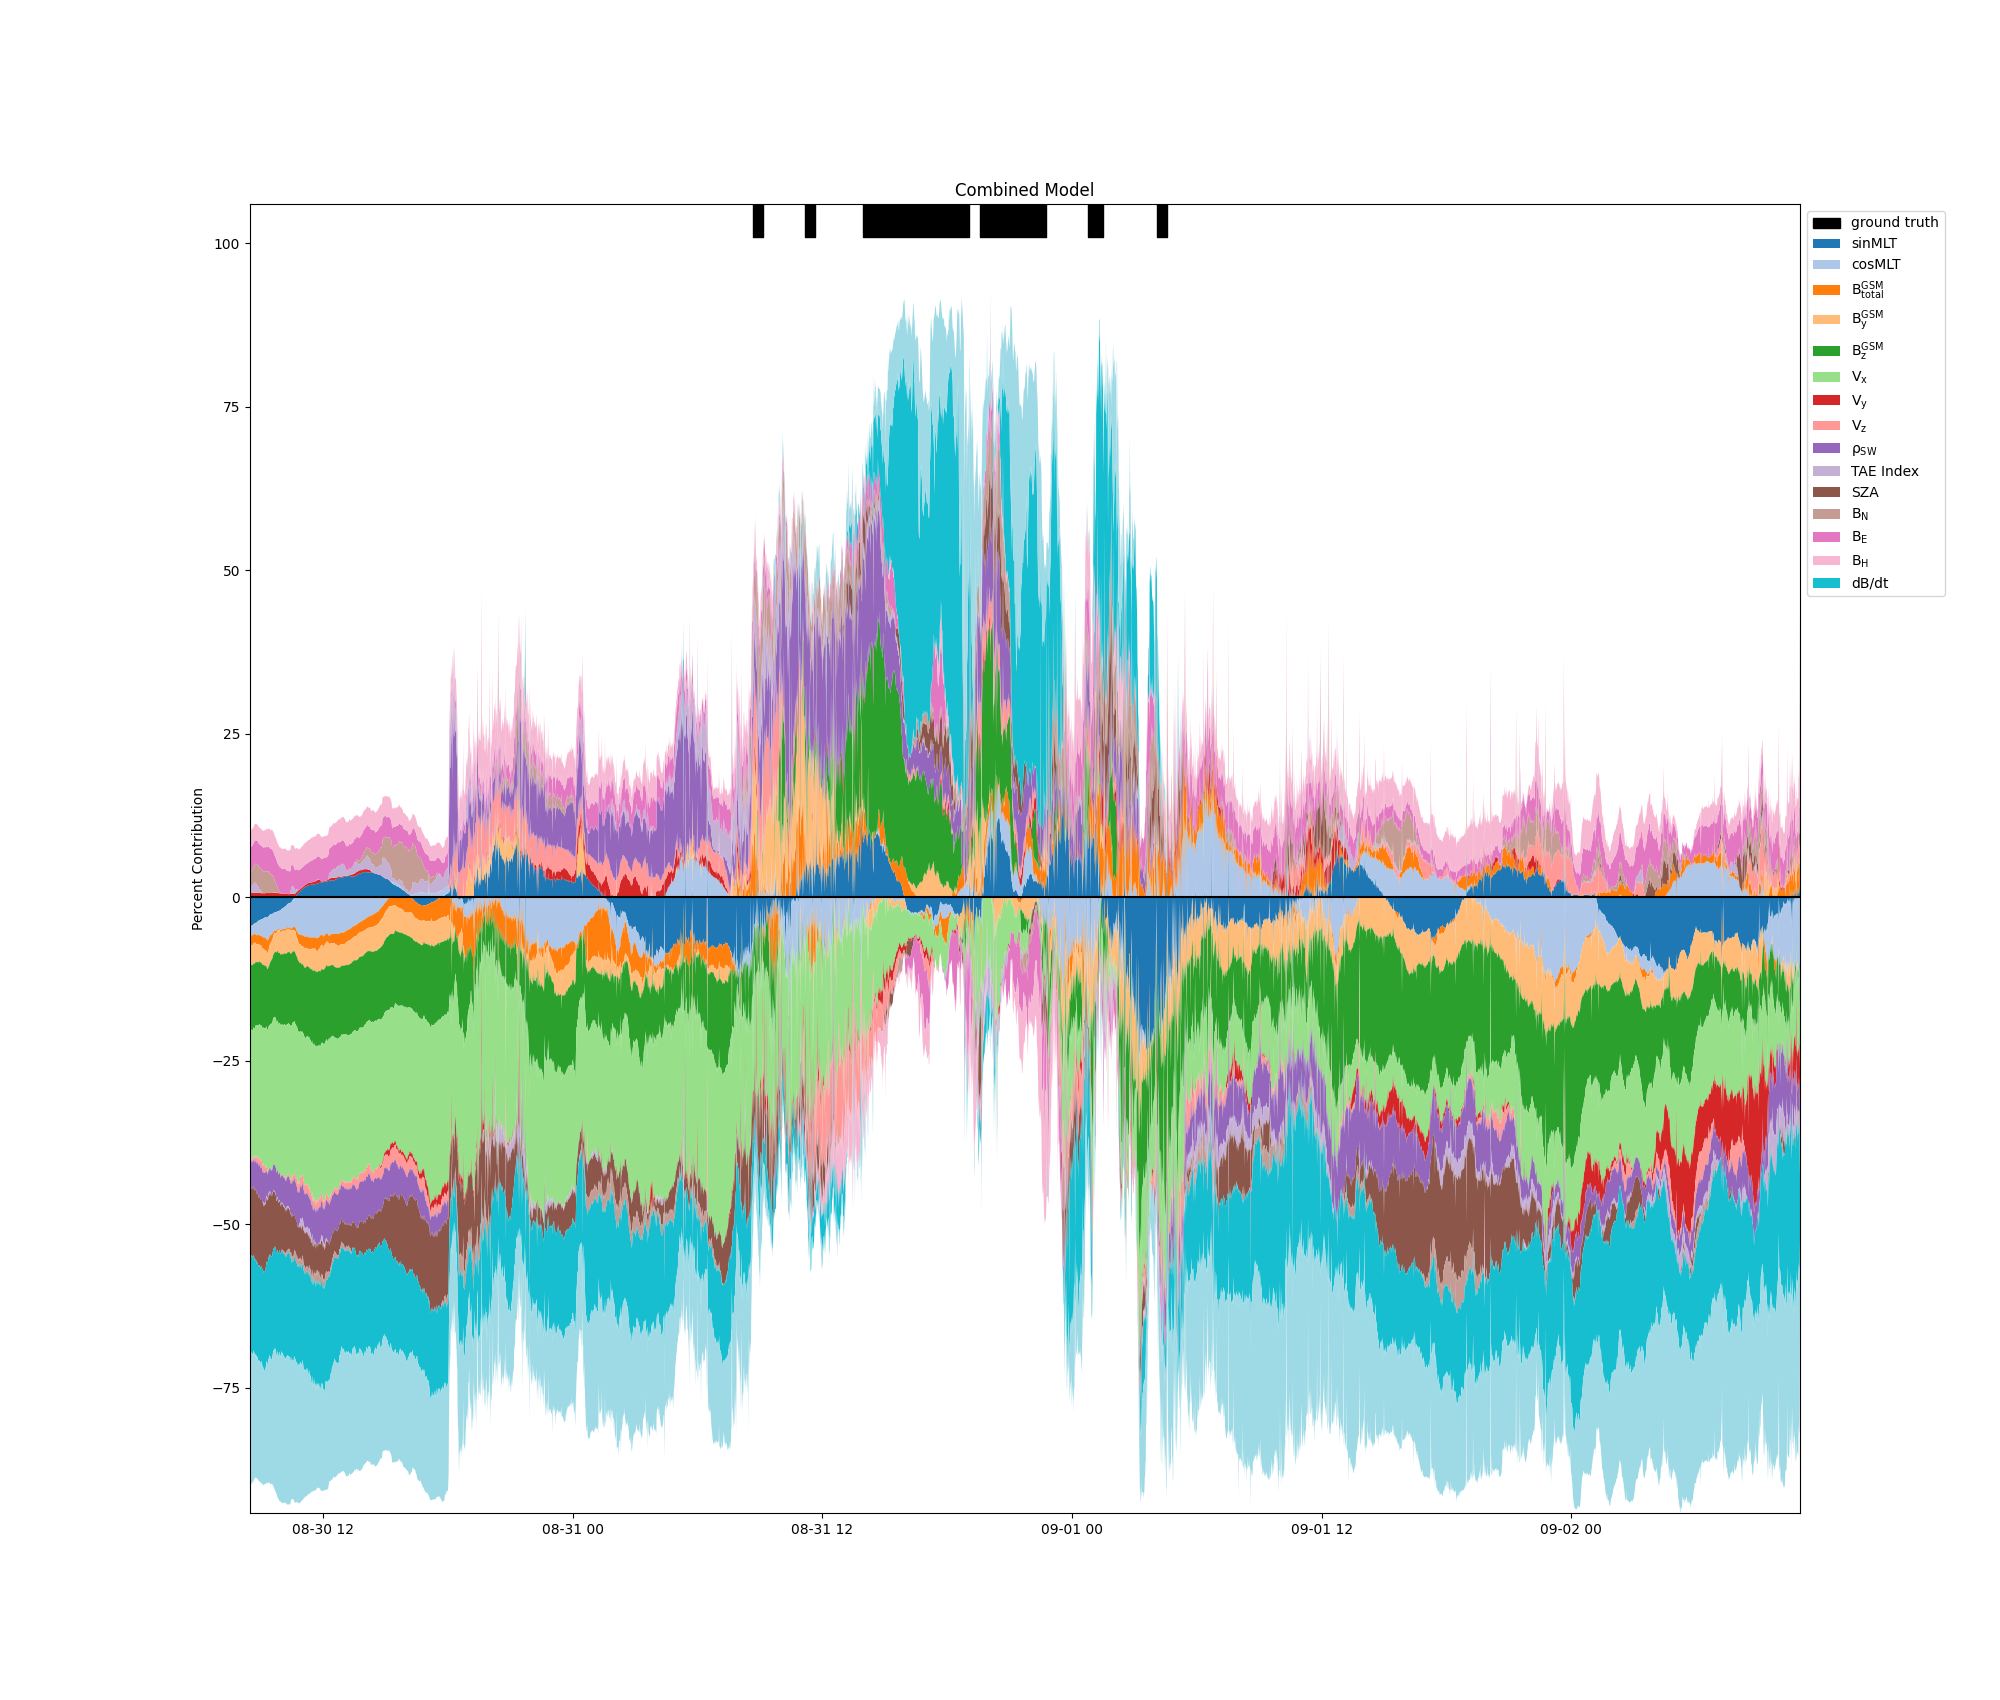 Combined Model
100
75
50
25
0
−25
−50
−75
Percent Contribution
08-30 12
08-31 00
08-31 12
09-01 00
09-01 12
09-02 00
ground truth
sinMLT
cosMLT
B_total^GSM
B_y^GSM
B_z^GSM
V_x
V_y
V_z
ρ_SW
TAE Index
SZA
B_N
B_E
B_H
dB/dt